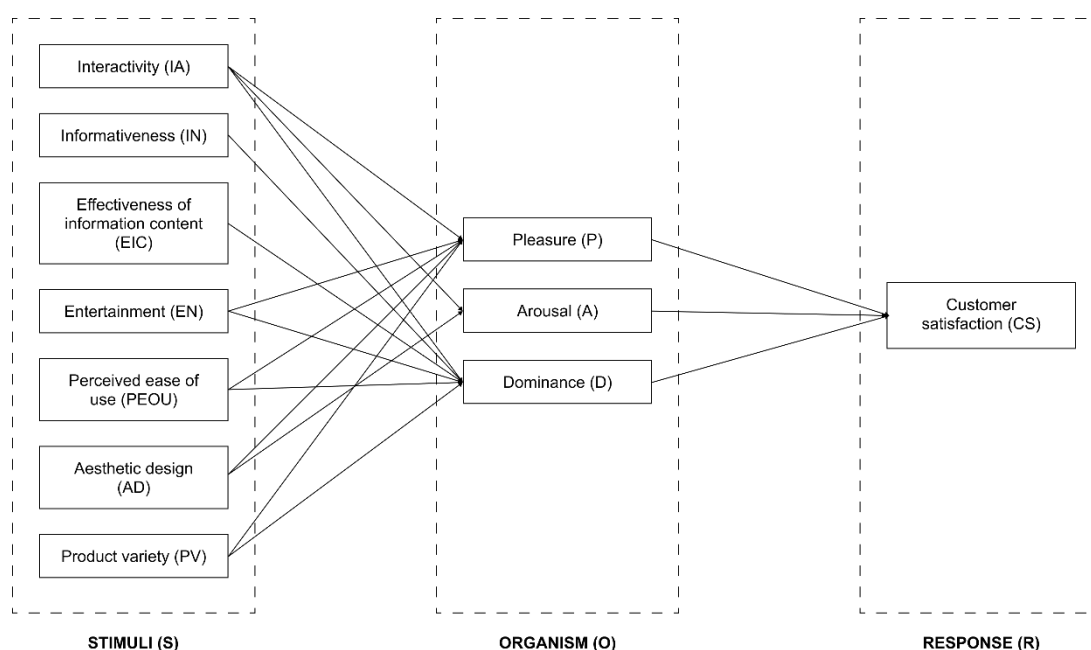 Interactivity (IA)
Informativeness (IN)
Effectiveness of
information content
(EIC)
Entertainment (EN)
Perceived ease of
use (PEOU)
Aesthetic design
(AD)
Product variety (PV)
STIMULI (S)
Pleasure (P)
Arousal (A)
Dominance (D)
ORGANISM (O)
Customer
satisfaction (CS)
RESPONSE (R)